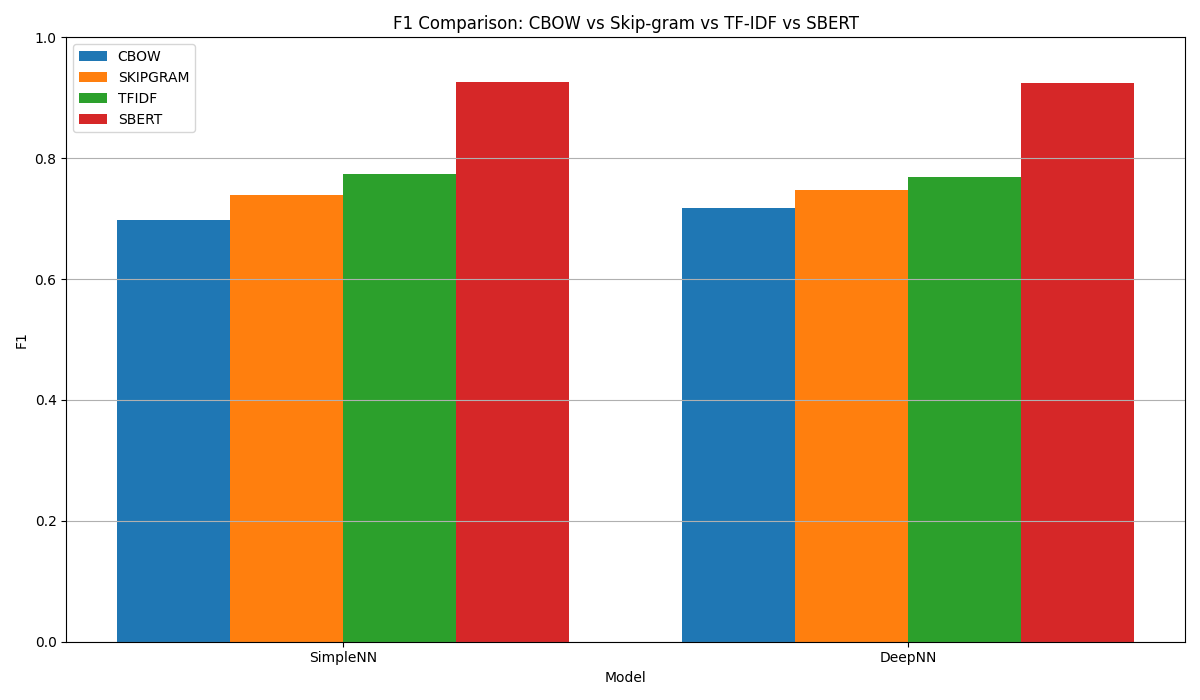 F1 Comparison: CBOW vs Skip-gram vs TF-IDF vs SBERT
CBOW
SKIPGRAM
TFIDF
SBERT
1.0
0.8
0.6
0.4
0.2
0.0
F1
SimpleNN
DeepNN
Model